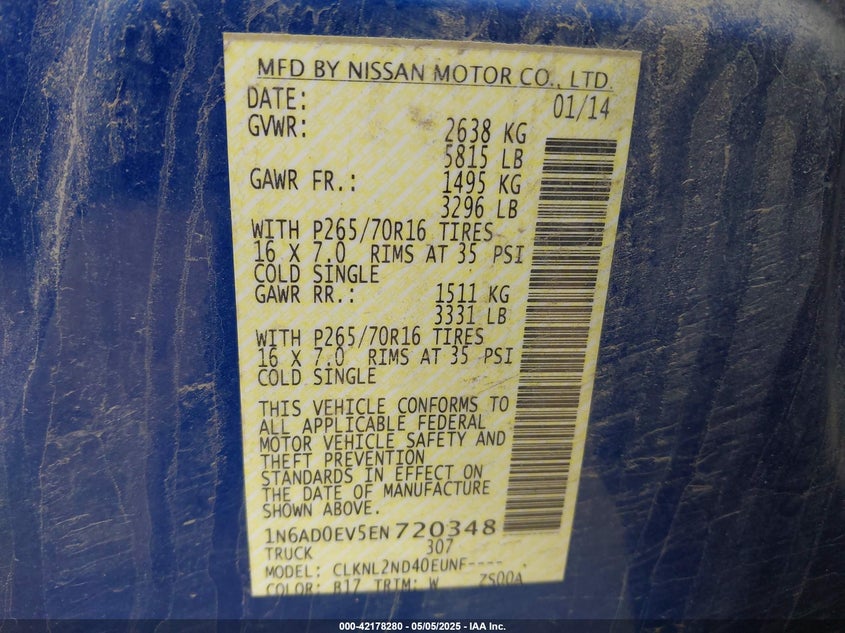 MFD BY NISSAN MOTOR CO., LTD.
DATE: 01/14
GVWR: 2638 KG
5815 LB
GAWR FR.: 1495 KG
3296 LB
WITH P265/70R16 TIRES
16 X 7.0 RIMS AT 35 PSI
COLD SINGLE
GAWR RR.: 1511 KG
3331 LB
WITH P265/70R16 TIRES
16 X 7.0 RIMS AT 35 PSI
COLD SINGLE
THIS VEHICLE CONFORMS TO
ALL APPLICABLE FEDERAL
MOTOR VEHICLE SAFETY AND
THEFT PREVENTION
STANDARDS IN EFFECT ON
THE DATE OF MANUFACTURE
SHOWN ABOVE.
1N6AD0EV5EN720348
TRUCK 307
MODEL: CLKNL2ND40EUNF----
COLOR: B17 TRIM: W ZS00A
000-42178280 - 05/05/2025 - IAA Inc.